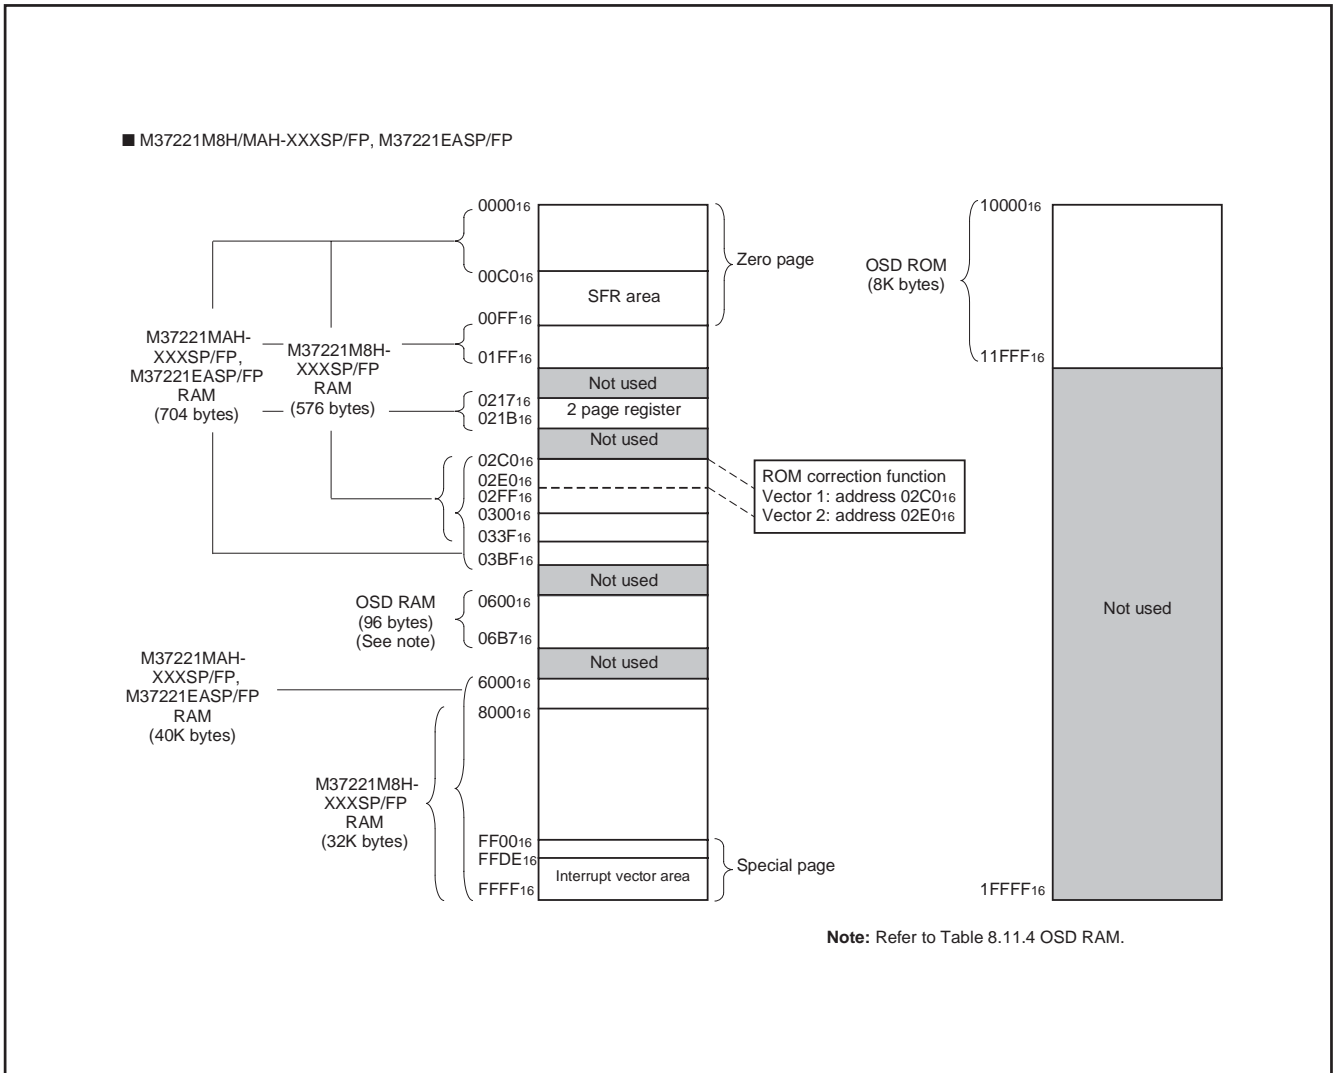 ■ M37221M8H/MAH-XXXSP/FP, M37221EASP/FP
000016
00C016
SFR area
00FF16
01FF16
Not used
021716
2 page register
021B16
Not used
02C016
02E016
02FF16
030016
033F16
03BF16
Not used
060016
06B716
Not used
600016
800016
FF0016
FFDE16
Interrupt vector area
FFFF16
Zero page
Special page
M37221MAH-
XXXSP/FP,
M37221EASP/FP
RAM
(704 bytes)
M37221M8H-
XXXSP/FP
RAM
(576 bytes)
ROM correction function
Vector 1: address 02C016
Vector 2: address 02E016
OSD RAM
(96 bytes)
(See note)
M37221MAH-
XXXSP/FP,
M37221EASP/FP
RAM
(40K bytes)
M37221M8H-
XXXSP/FP
RAM
(32K bytes)
1000016
OSD ROM
(8K bytes)
11FFF16
Not used
1FFFF16
Note: Refer to Table 8.11.4 OSD RAM.